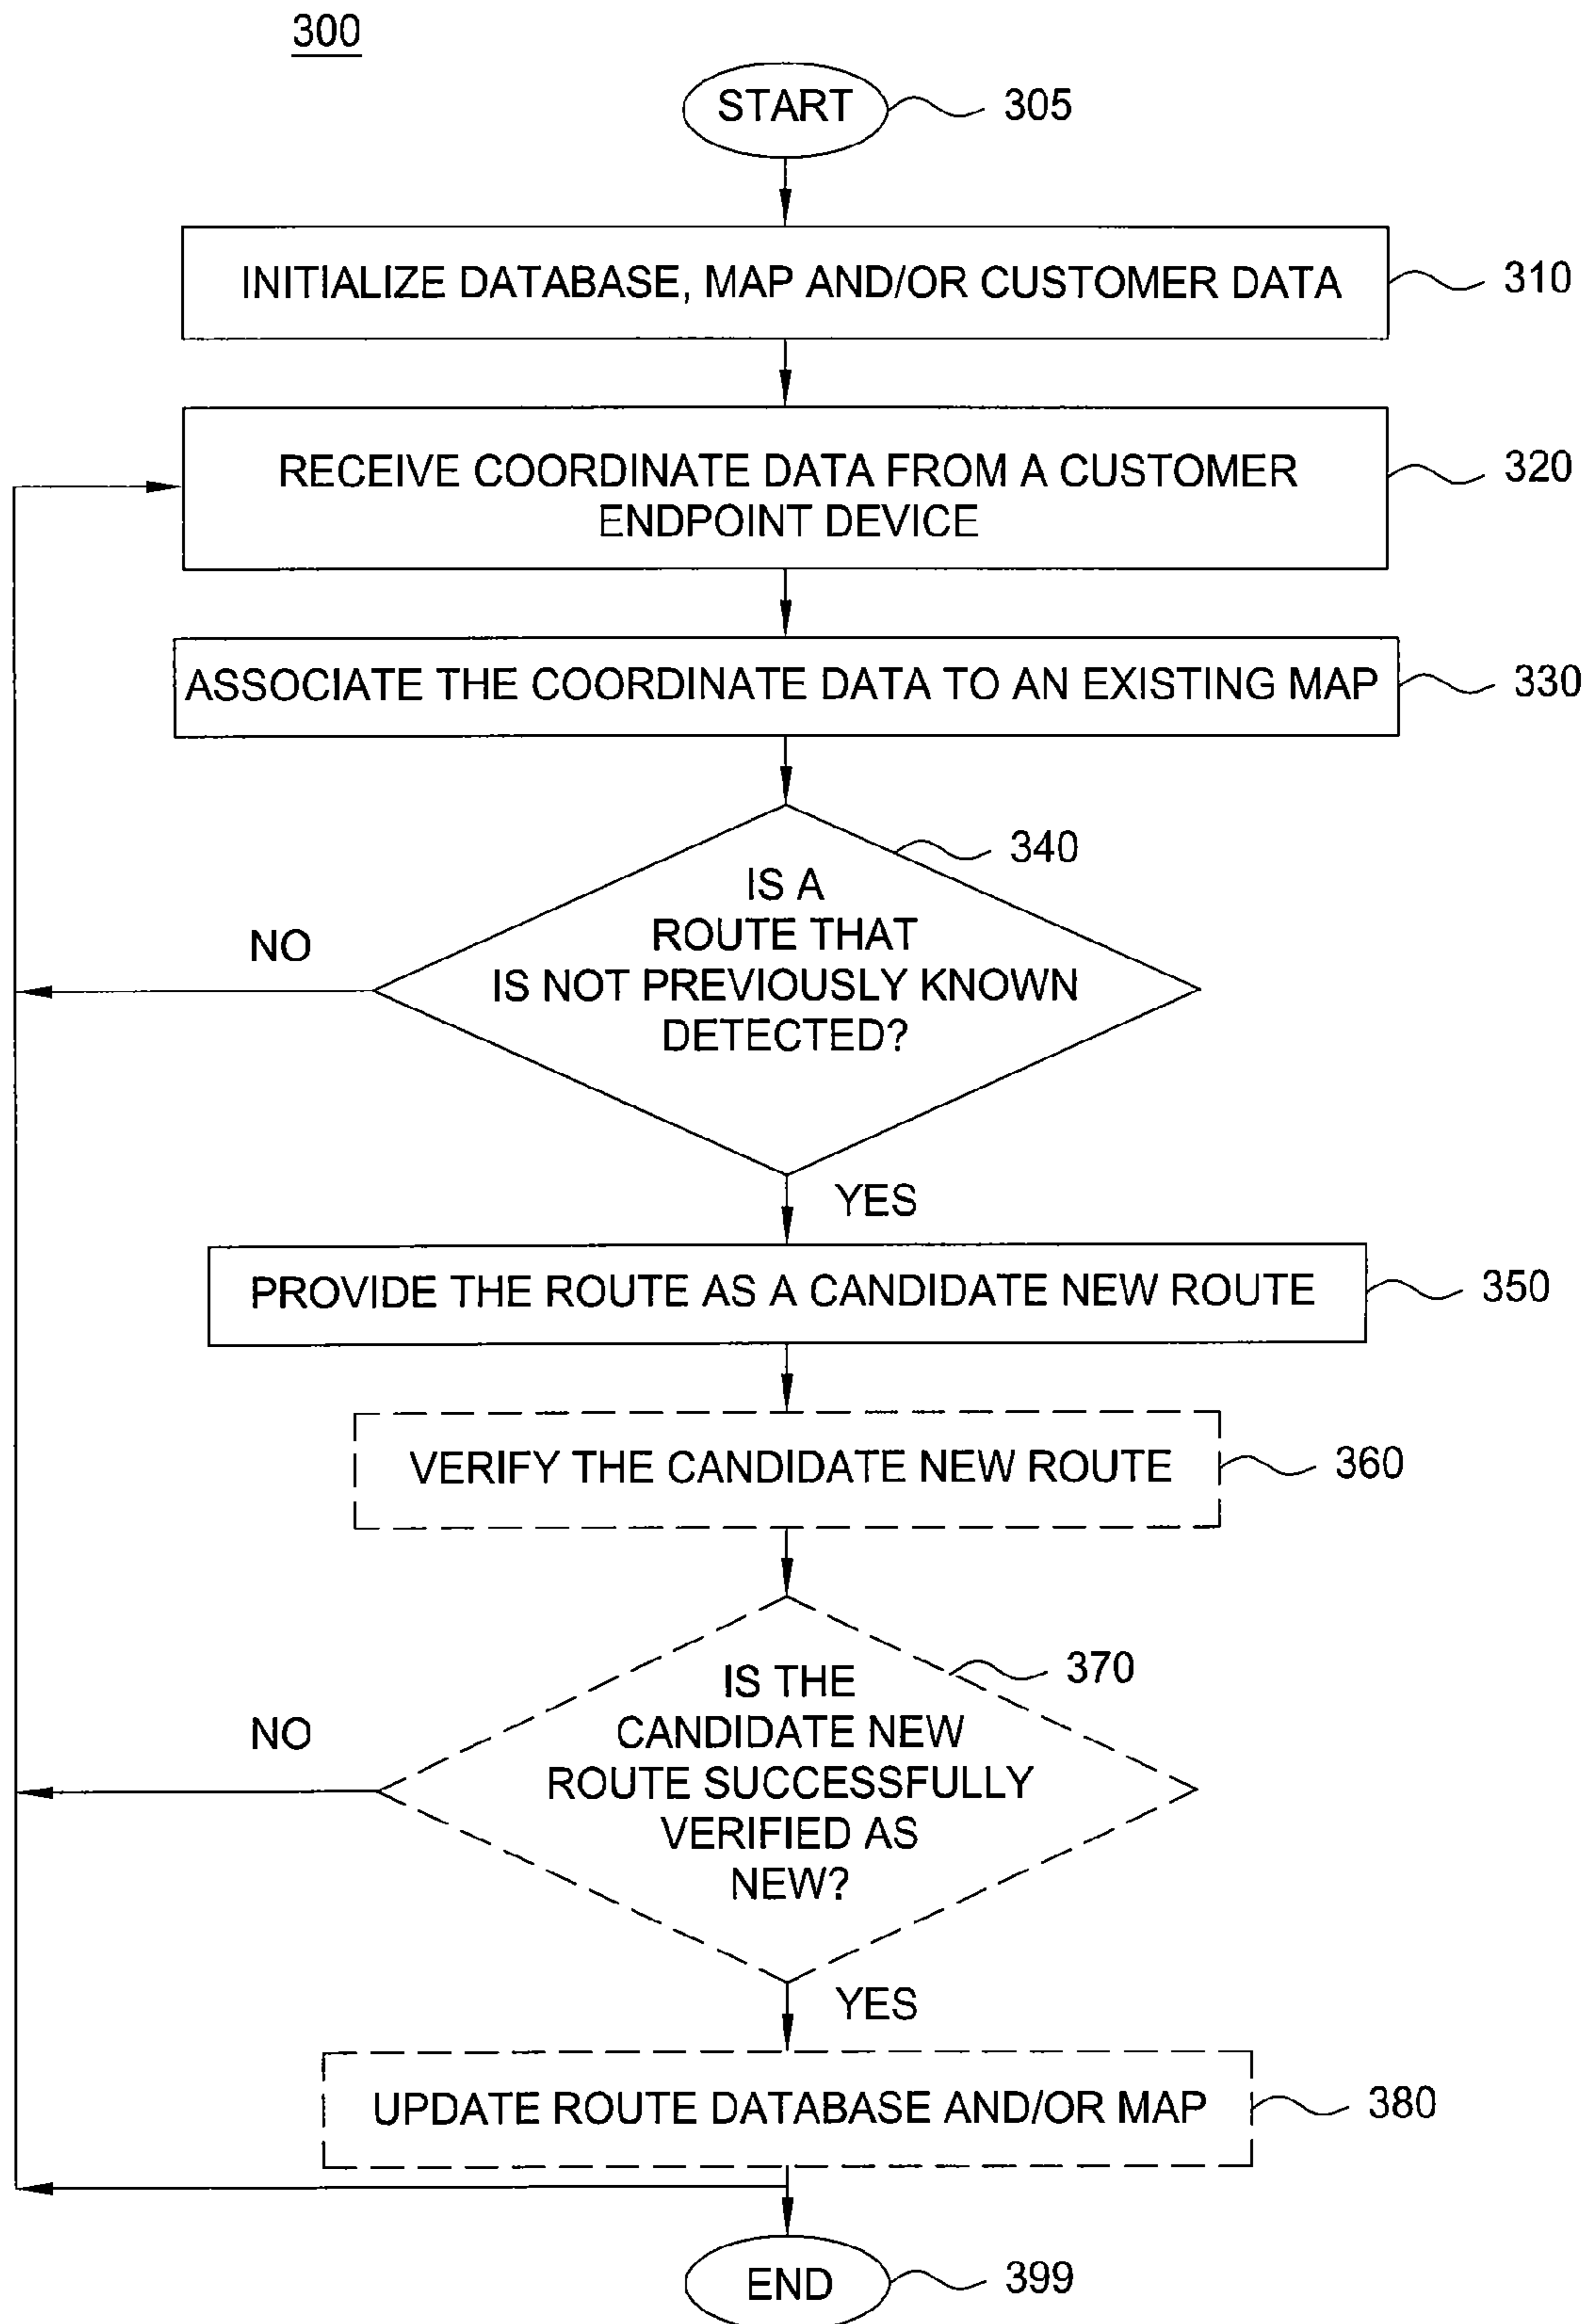 300
START
305
INITIALIZE DATABASE, MAP AND/OR CUSTOMER DATA
310
RECEIVE COORDINATE DATA FROM A CUSTOMER
ENDPOINT DEVICE
320
ASSOCIATE THE COORDINATE DATA TO AN EXISTING MAP
330
340
IS A
ROUTE THAT
IS NOT PREVIOUSLY KNOWN
DETECTED?
NO
YES
PROVIDE THE ROUTE AS A CANDIDATE NEW ROUTE
350
VERIFY THE CANDIDATE NEW ROUTE
360
370
IS THE
CANDIDATE NEW
ROUTE SUCCESSFULLY
VERIFIED AS
NEW?
NO
YES
UPDATE ROUTE DATABASE AND/OR MAP
380
END
399